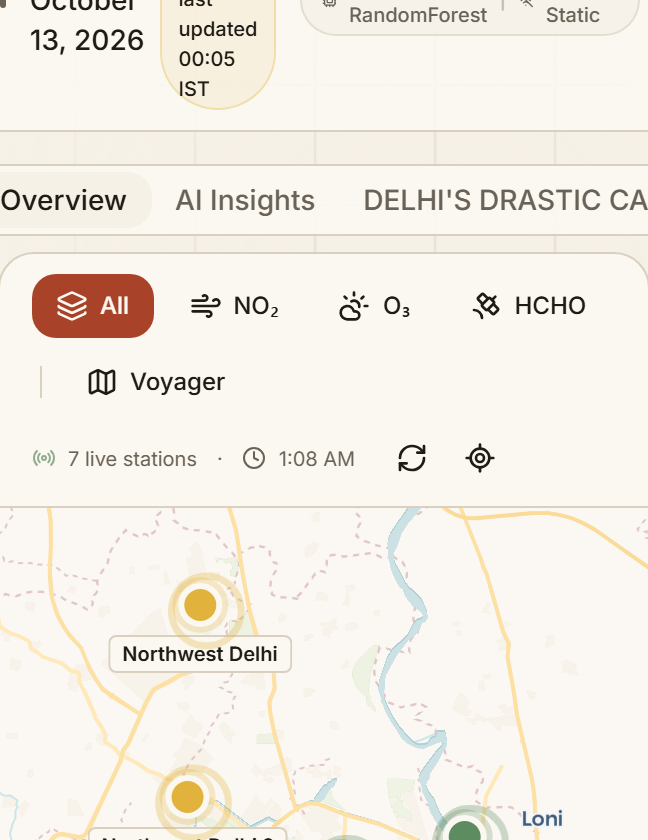 October
13, 2026
last
updated
00:05
IST
RandomForest
Static
Overview AI Insights DELHI'S DRASTIC CA
All NO₂ O₃ HCHO
Voyager
7 live stations · 1:08 AM
Northwest Delhi
Loni